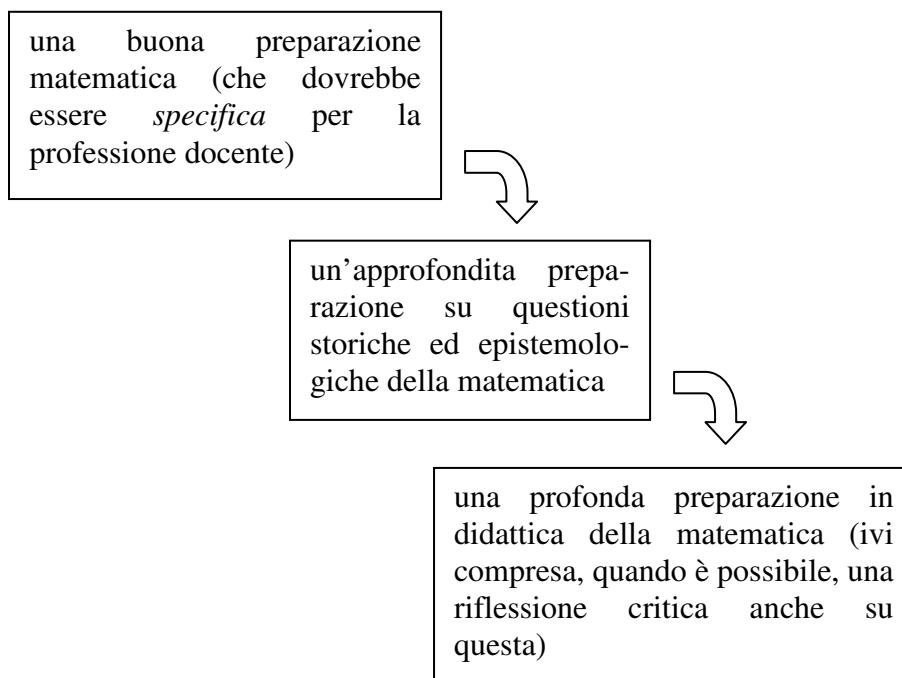 una buona preparazione
matematica (che dovrebbe
essere specifica per la
professione docente)
un'approfondita prepa-
razione su questioni
storiche ed epistemolo-
giche della matematica
una profonda preparazione in
didattica della matematica (ivi
compresa, quando è possibile, una
riflessione critica anche su
questa)